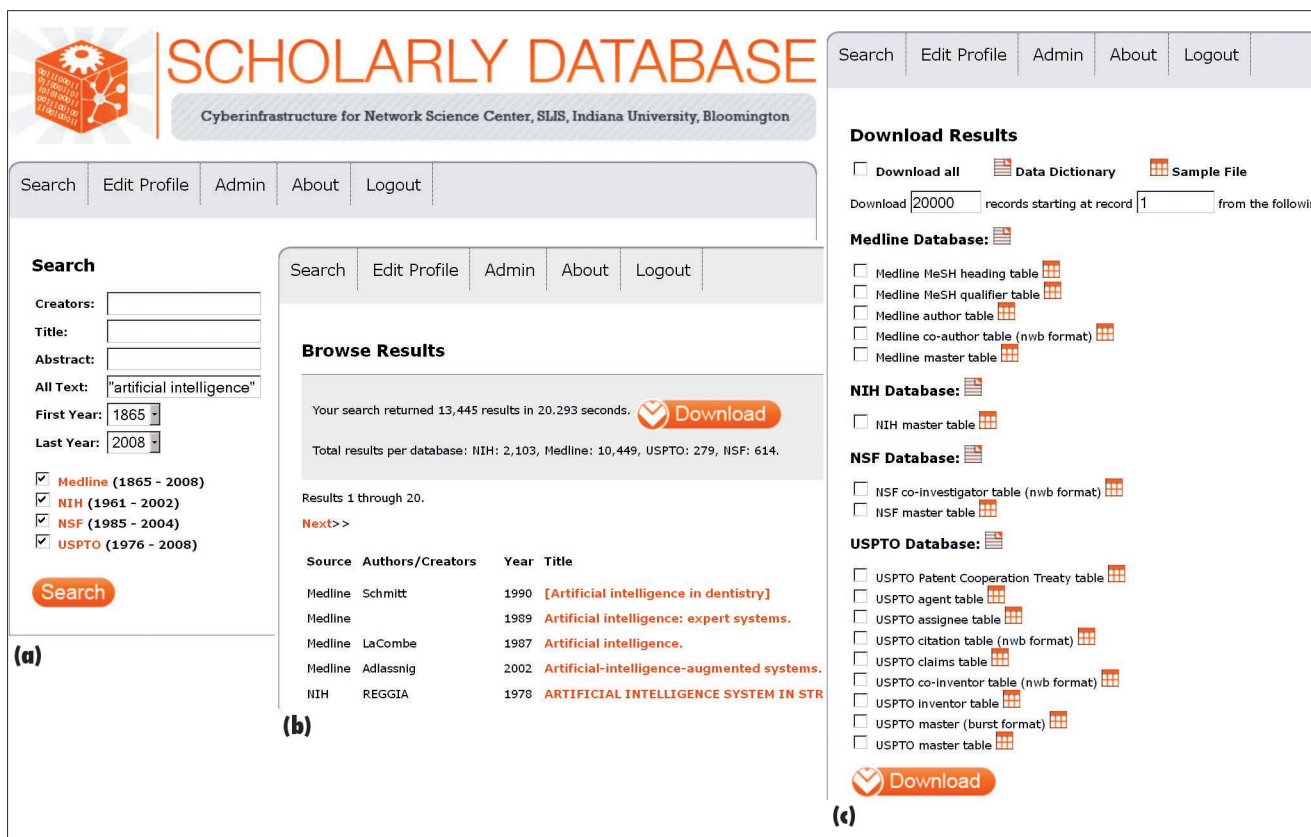 SCHOLARLY DATABASE
Cyberinfrastructure for Network Science Center, SLIS, Indiana University, Bloomington
Search Edit Profile Admin About Logout
Search
Creators:
Title:
Abstract:
All Text: "artificial intelligence"
First Year: 1865
Last Year: 2008
Medline (1865 - 2008)
NIH (1961 - 2002)
NSF (1985 - 2004)
USPTO (1976 - 2008)
Search
(a)
Search Edit Profile Admin About Logout
Browse Results
Your search returned 13,445 results in 20.293 seconds. Download
Total results per database: NIH: 2,103, Medline: 10,449, USPTO: 279, NSF: 614.
Results 1 through 20.
Next>>
Source Authors/Creators Year Title
Medline Schmitt 1990 [Artificial intelligence in dentistry]
Medline 1989 Artificial intelligence: expert systems.
Medline LaCombe 1987 Artificial intelligence.
Medline Adlassnig 2002 Artificial-intelligence-augmented systems.
NIH REGGIA 1978 ARTIFICIAL INTELLIGENCE SYSTEM IN STR
(b)
Search Edit Profile Admin About Logout
Download Results
Download all Data Dictionary Sample File
Download 20000 records starting at record 1 from the followi
Medline Database:
Medline MeSH heading table
Medline MeSH qualifier table
Medline author table
Medline co-author table (nwb format)
Medline master table
NIH Database:
NIH master table
NSF Database:
NSF co-investigator table (nwb format)
NSF master table
USPTO Database:
USPTO Patent Cooperation Treaty table
USPTO agent table
USPTO assignee table
USPTO citation table (nwb format)
USPTO claims table
USPTO co-inventor table (nwb format)
USPTO inventor table
USPTO master (burst format)
USPTO master table
Download
(c)